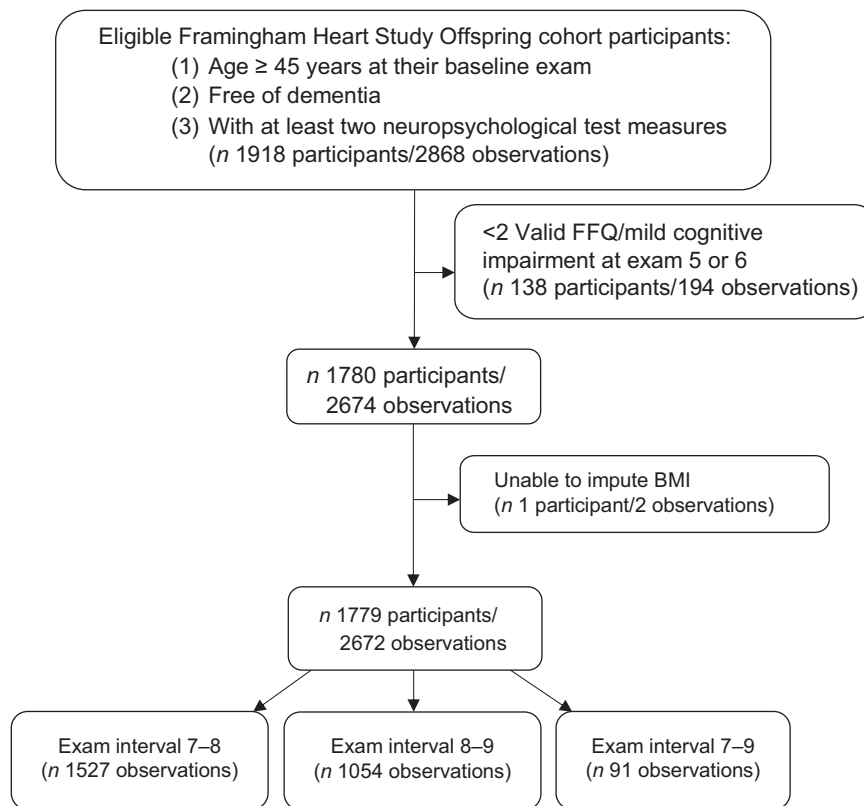 Eligible Framingham Heart Study Offspring cohort participants:
(1) Age ≥ 45 years at their baseline exam
(2) Free of dementia
(3) With at least two neuropsychological test measures
(n 1918 participants/2868 observations)
<2 Valid FFQ/mild cognitive
impairment at exam 5 or 6
(n 138 participants/194 observations)
n 1780 participants/
2674 observations
Unable to impute BMI
(n 1 participant/2 observations)
n 1779 participants/
2672 observations
Exam interval 7–8
(n 1527 observations)
Exam interval 8–9
(n 1054 observations)
Exam interval 7–9
(n 91 observations)